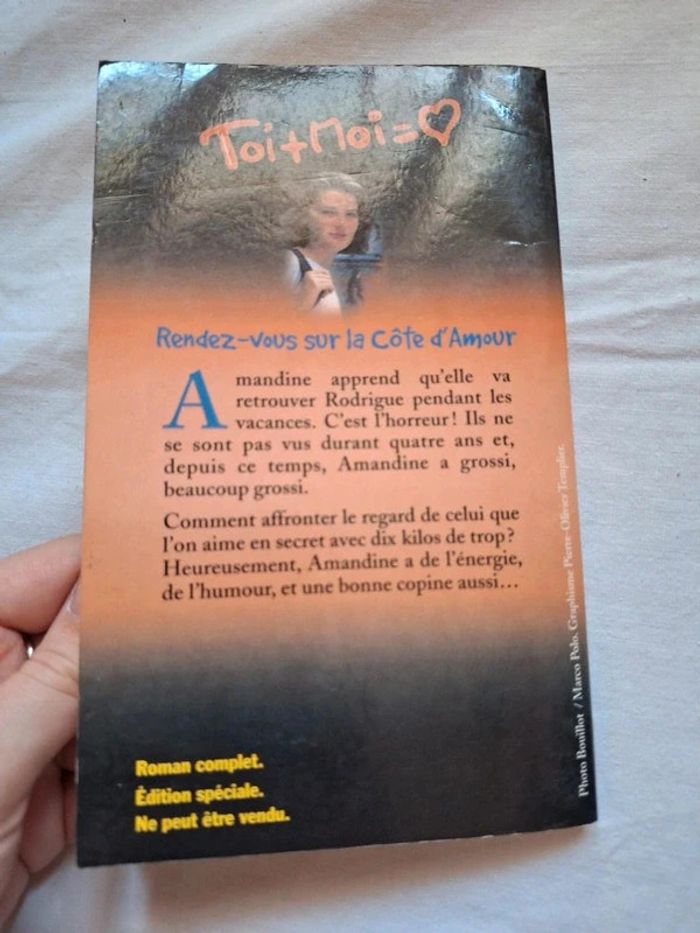 Toi+Moi=♡
Rendez-vous sur la Côte d'Amour
Amandine apprend qu'elle va
retrouver Rodrigue pendant les
vacances. C'est l'horreur! Ils ne
se sont pas vus durant quatre ans et,
depuis ce temps, Amandine a grossi,
beaucoup grossi.
Comment affronter le regard de celui que
l'on aime en secret avec dix kilos de trop?
Heureusement, Amandine a de l'énergie,
de l'humour, et une bonne copine aussi...
Roman complet.
Édition spéciale.
Ne peut être vendu.
Photo Bouillot / Marco Polo. Graphisme Pierre-Olivier Templier.